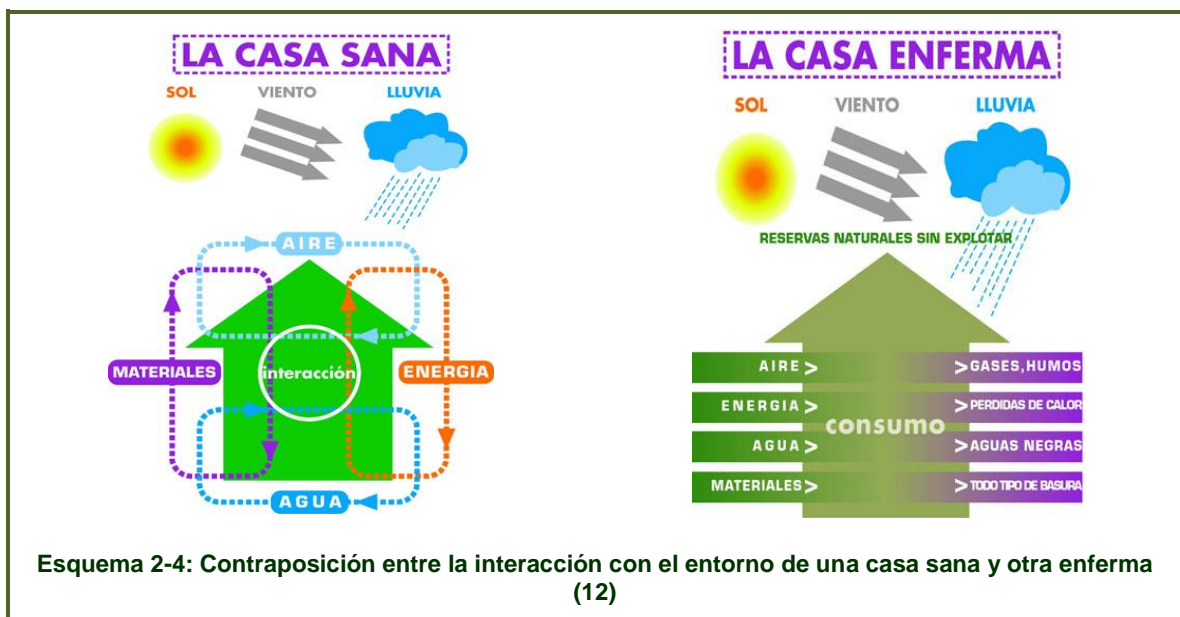 LA CASA SANA
SOL VIENTO LLUVIA
AIRE
MATERIALES interacción ENERGIA
AGUA
LA CASA ENFERMA
SOL VIENTO LLUVIA
RESERVAS NATURALES SIN EXPLOTAR
AIRE > > GASES,HUMOS
ENERGIA > > PERDIDAS DE CALOR
consumo
AGUA > > AGUAS NEGRAS
MATERIALES > > TODO TIPO DE BASURA
Esquema 2-4: Contraposición entre la interacción con el entorno de una casa sana y otra enferma
(12)